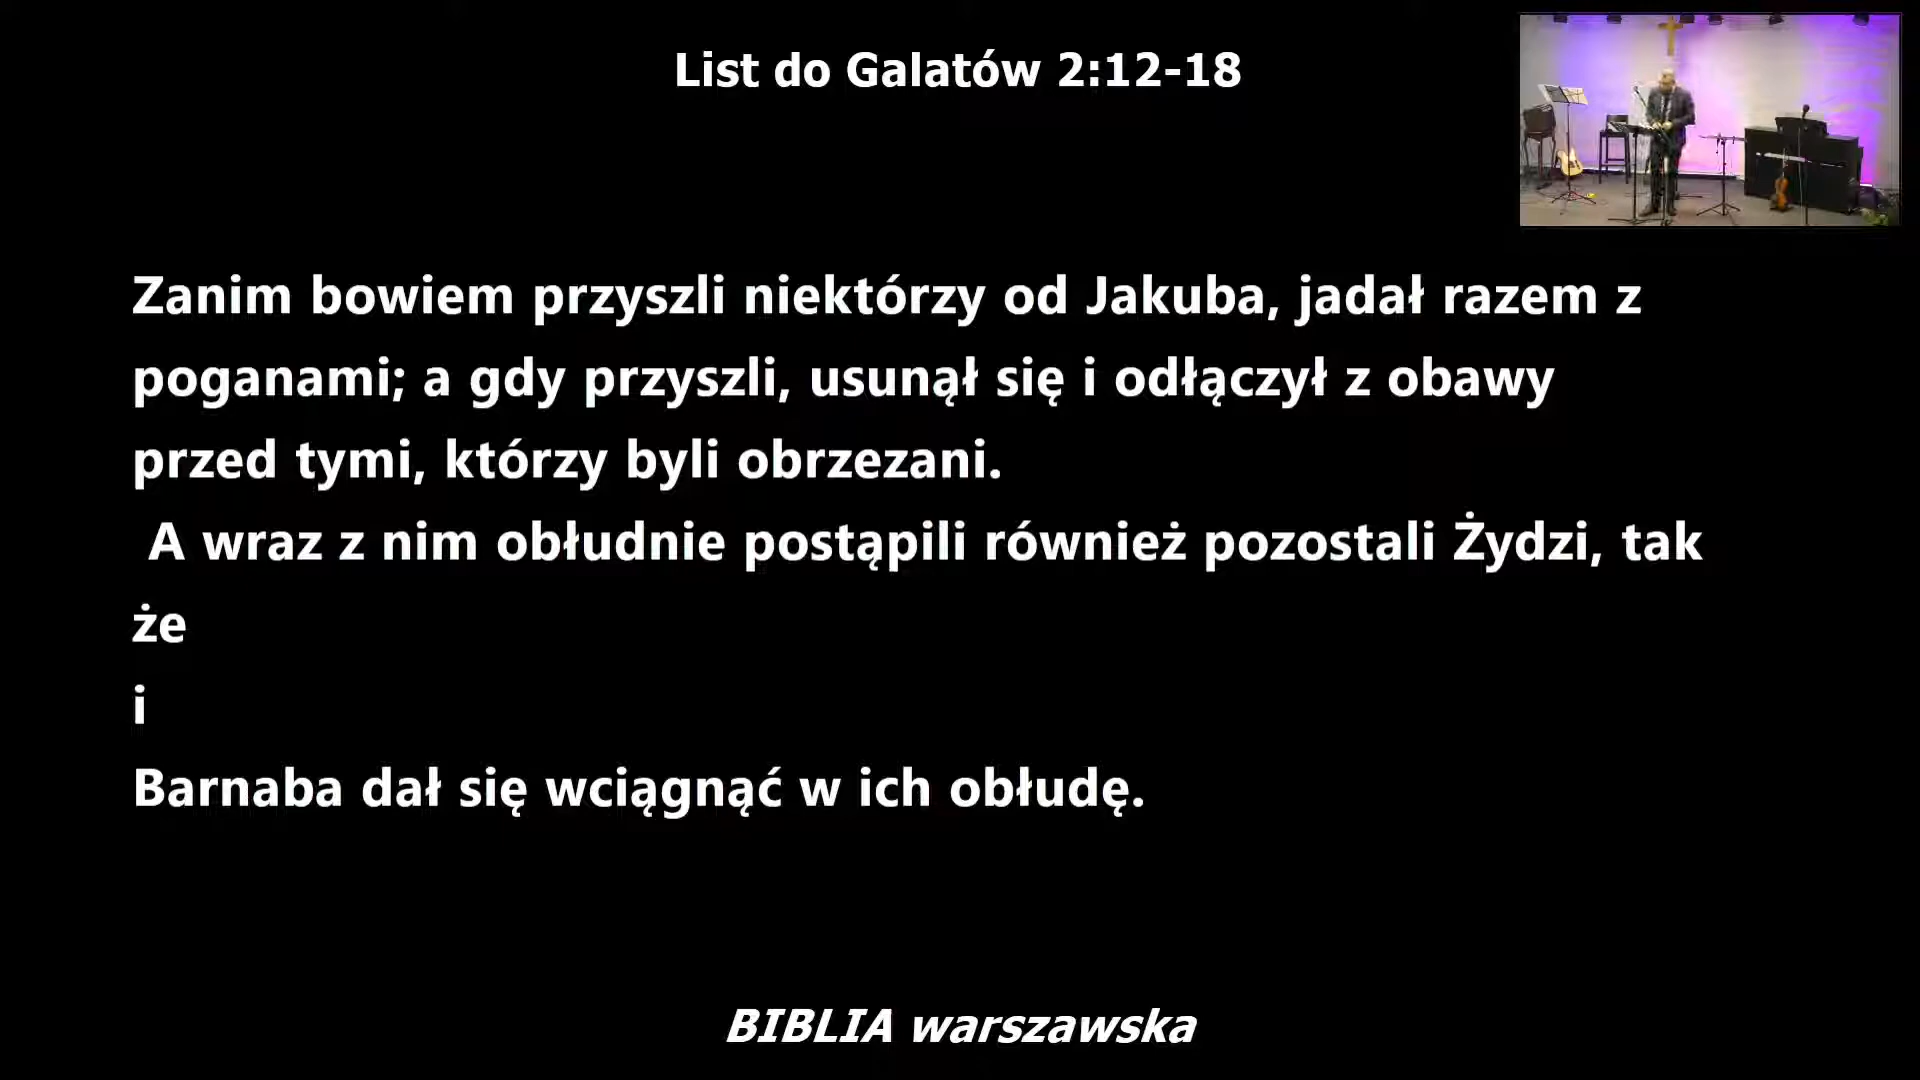 List do Galatów 2:12-18
Zanim bowiem przyszli niektórzy od Jakuba, jadał razem z
poganami; a gdy przyszli, usunął się i odłączył z obawy
przed tymi, którzy byli obrzezani.
A wraz z nim obłudnie postąpili również pozostali Żydzi, tak
że
i
Barnaba dał się wciągnąć w ich obłudę.
BIBLIA warszawska